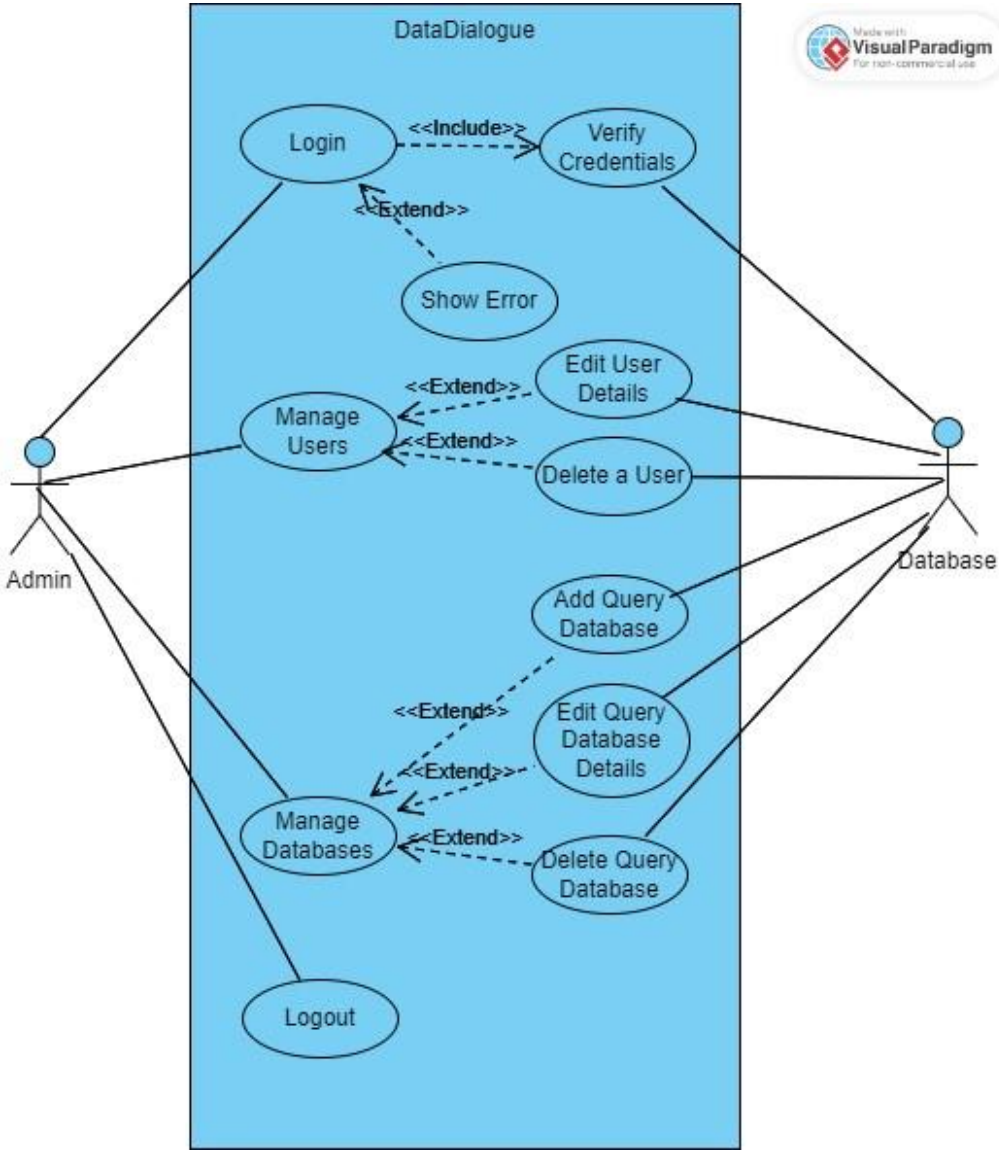 DataDialogue
Made with
Visual Paradigm
For non-commercial use
Login
<<Include>>
Verify
Credentials
<<Extend>>
Show Error
Edit User
Details
<<Extend>>
Manage
Users
<<Extend>>
Delete a User
Admin
Database
Add Query
Database
<<Extend>>
Edit Query
Database
Details
<<Extend>>
Manage
Databases
<<Extend>>
Delete Query
Database
Logout